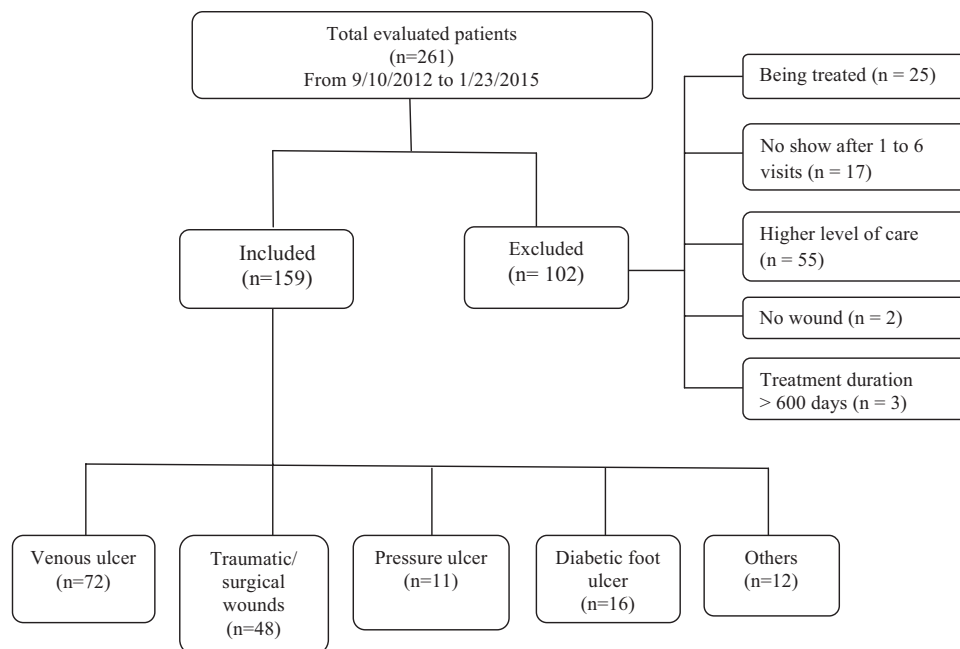 Total evaluated patients
(n=261)
From 9/10/2012 to 1/23/2015
Being treated (n = 25)
No show after 1 to 6
visits (n = 17)
Higher level of care
(n = 55)
No wound (n = 2)
Treatment duration
> 600 days (n = 3)
Included
(n=159)
Excluded
(n= 102)
Venous ulcer
(n=72)
Traumatic/
surgical
wounds
(n=48)
Pressure ulcer
(n=11)
Diabetic foot
ulcer
(n=16)
Others
(n=12)